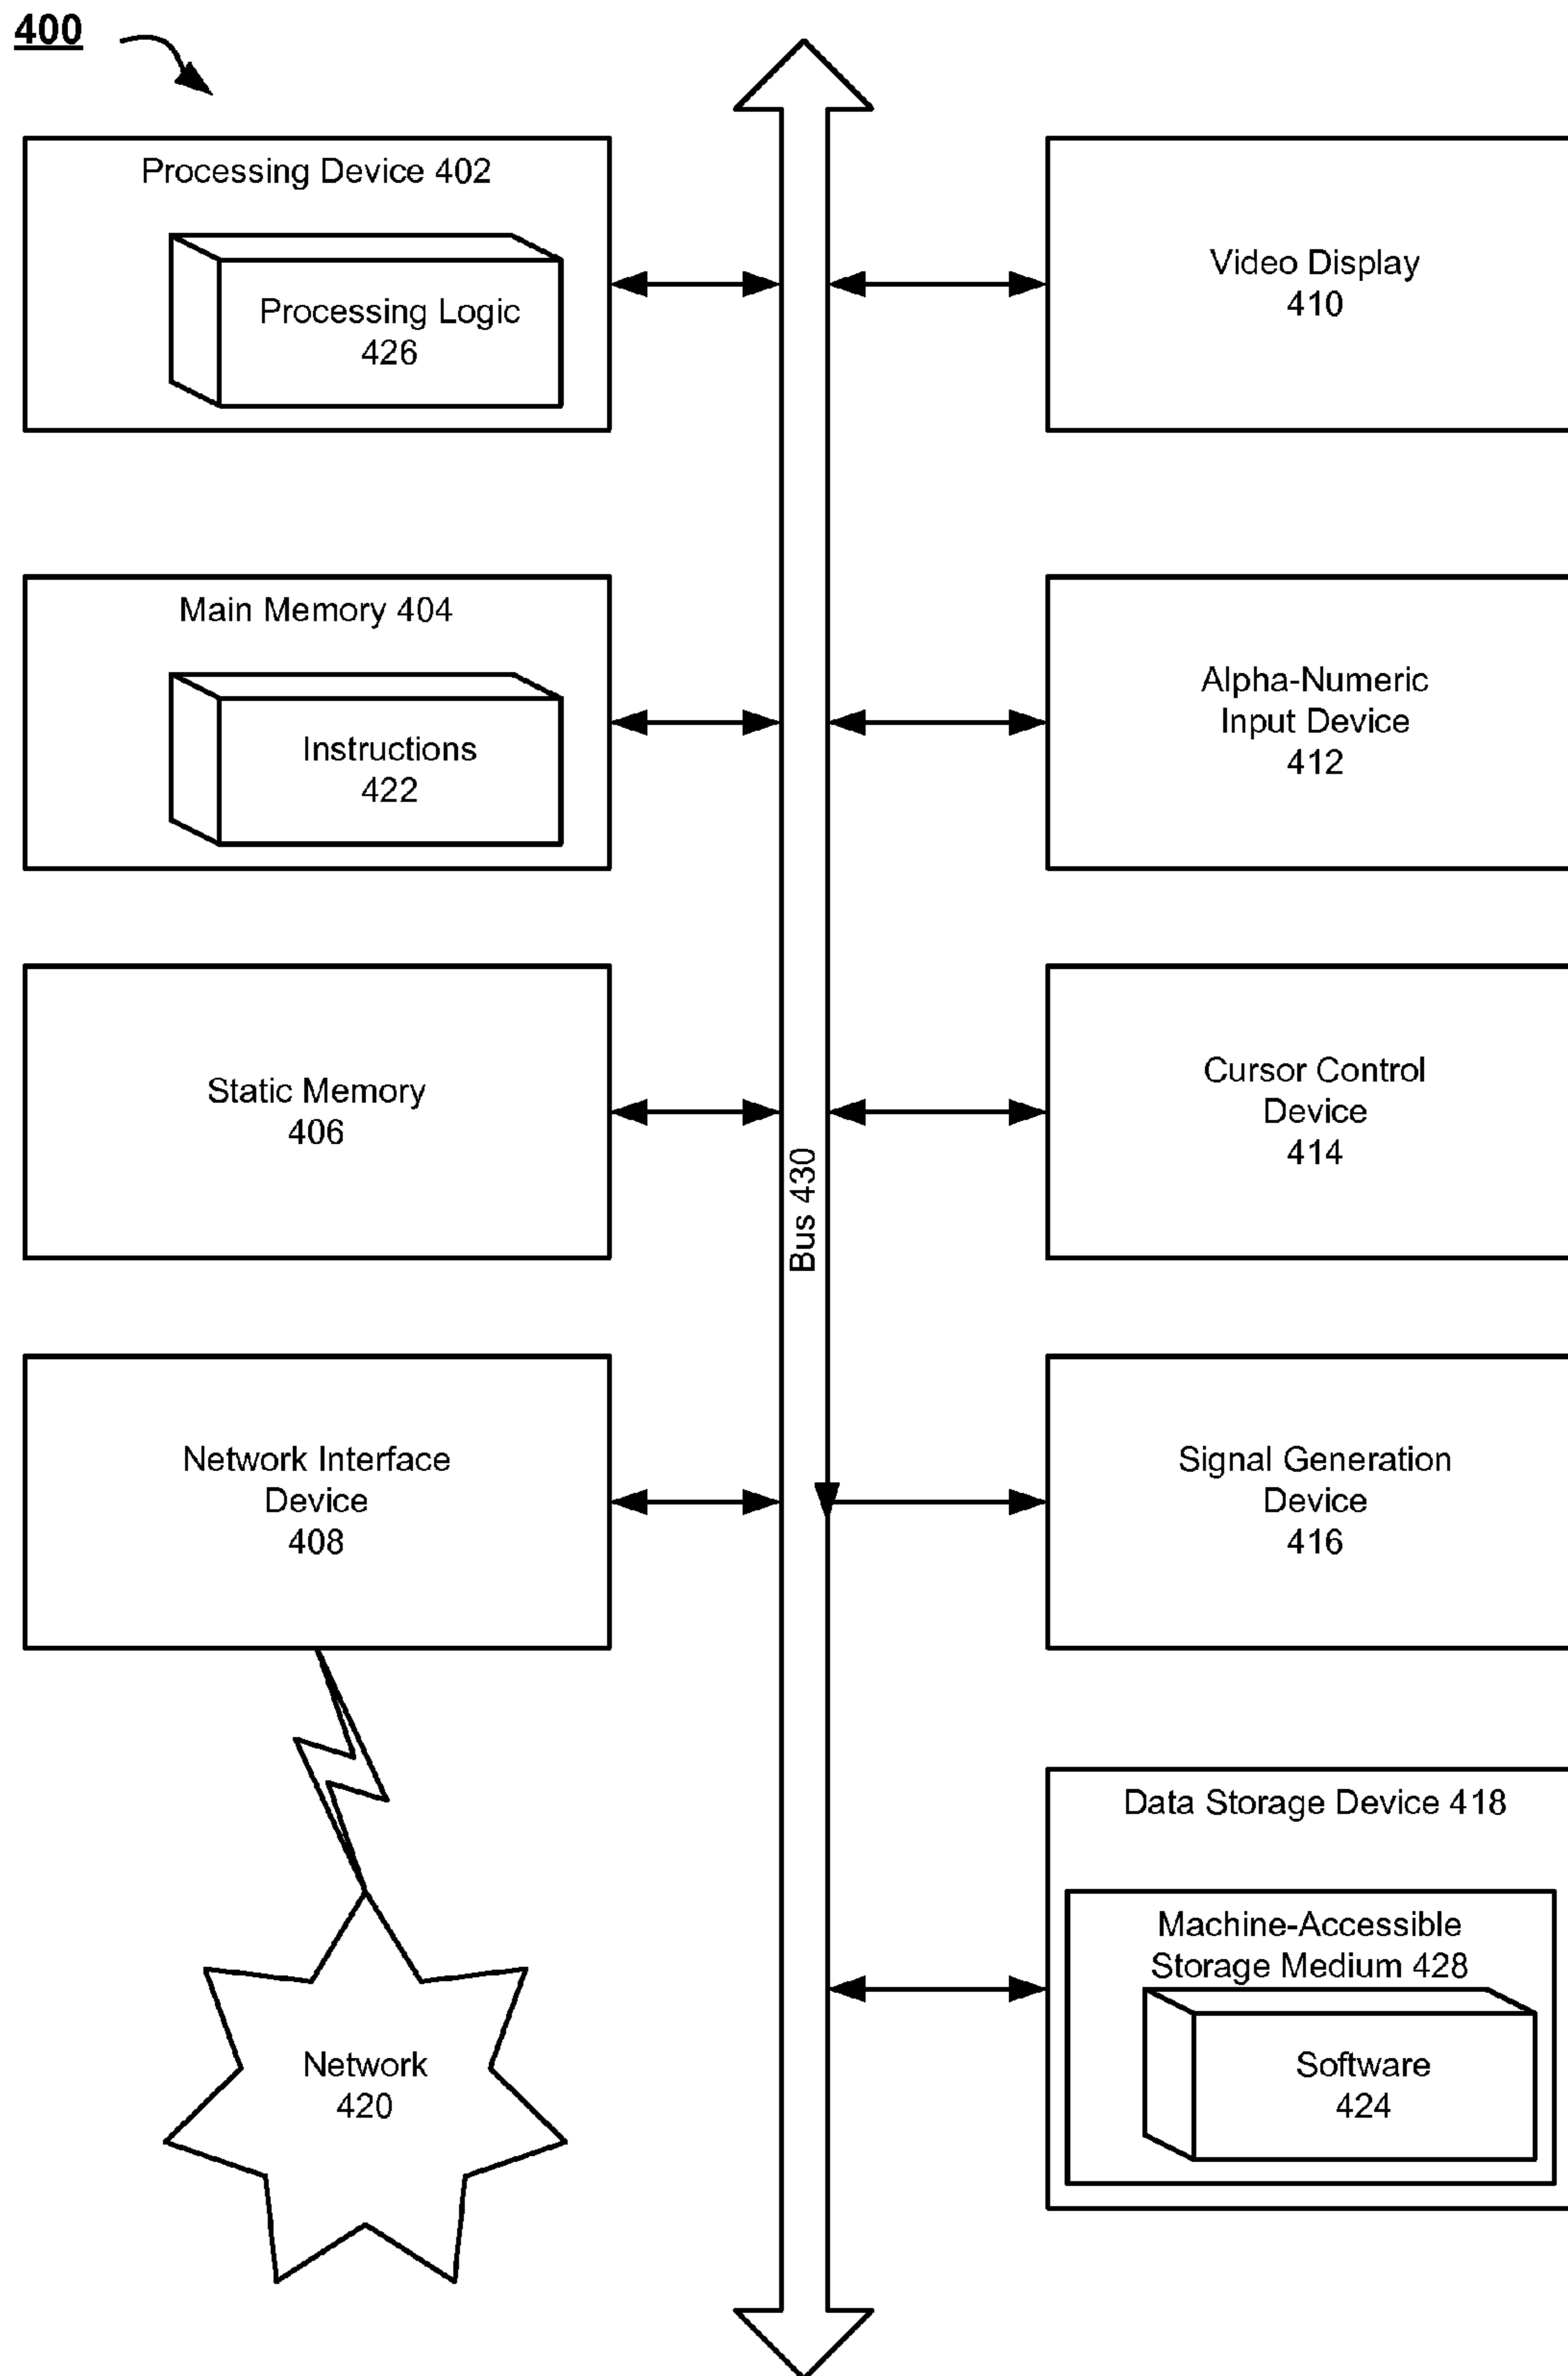 400
Processing Device 402
Processing Logic
426
Video Display
410
Main Memory 404
Instructions
422
Alpha-Numeric
Input Device
412
Static Memory
406
Cursor Control
Device
414
Bus 430
Network Interface
Device
408
Signal Generation
Device
416
Data Storage Device 418
Machine-Accessible
Storage Medium 428
Software
424
Network
420